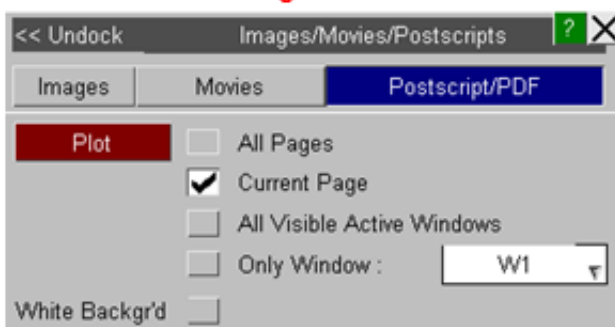 << Undock Images/Movies/Postscripts ? X
Images Movies Postscript/PDF
Plot All Pages
Current Page
All Visible Active Windows
Only Window : W1
White Backgr'd